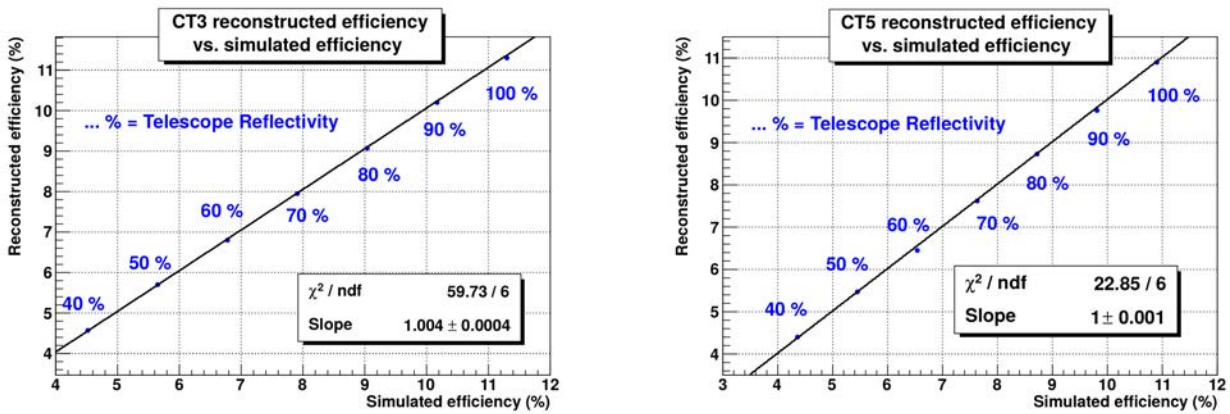 CT3 reconstructed efficiency
vs. simulated efficiency
Reconstructed efficiency (%)
11
10
9
8
7
6
5
4
... % = Telescope Reflectivity
100 %
90 %
80 %
70 %
60 %
50 %
40 %
χ² / ndf 59.73 / 6
Slope 1.004 ± 0.0004
4 5 6 7 8 9 10 11 12
Simulated efficiency (%)
CT5 reconstructed efficiency
vs. simulated efficiency
Reconstructed efficiency (%)
11
10
9
8
7
6
5
4
... % = Telescope Reflectivity
100 %
90 %
80 %
70 %
60 %
50 %
40 %
χ² / ndf 22.85 / 6
Slope 1± 0.001
3 4 5 6 7 8 9 10 11 12
Simulated efficiency (%)